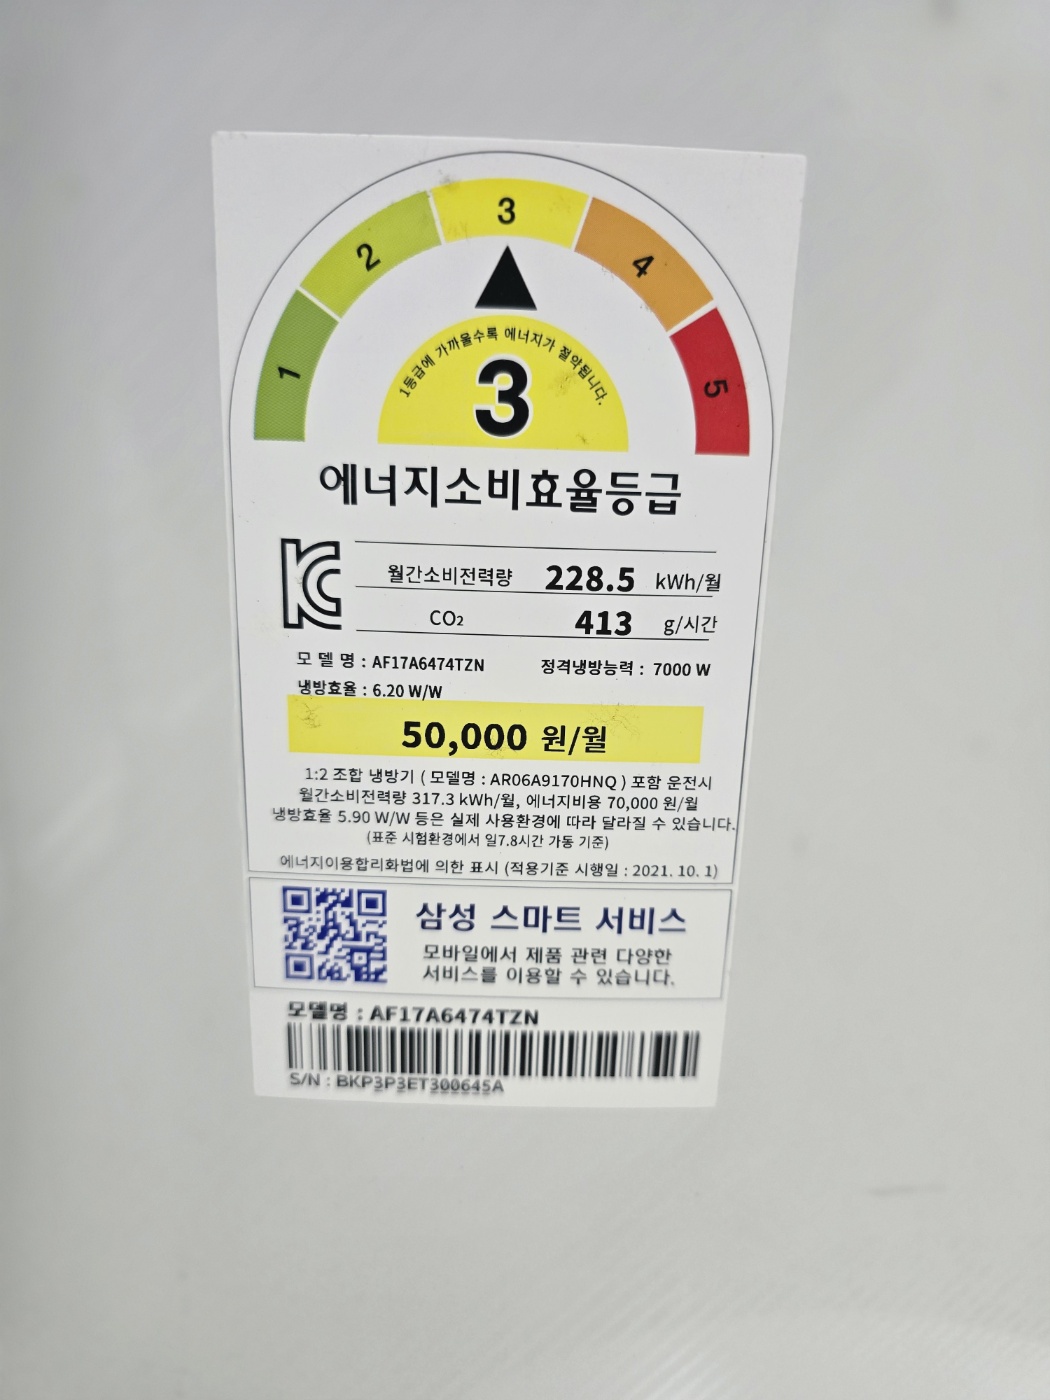 1 2 3 4 5
1등급에 가까울수록 에너지가 절약됩니다.
3
에너지소비효율등급
월간소비전력량 228.5 kWh/월
CO₂ 413 g/시간
모 델 명 : AF17A6474TZN 정격냉방능력 : 7000 W
냉방효율 : 6.20 W/W
50,000 원/월
1:2 조합 냉방기 ( 모델명 : AR06A9170HNQ ) 포함 운전시
월간소비전력량 317.3 kWh/월, 에너지비용 70,000 원/월
냉방효율 5.90 W/W 등은 실제 사용환경에 따라 달라질 수 있습니다.
(표준 시험환경에서 일7.8시간 가동 기준)
에너지이용합리화법에 의한 표시 (적용기준 시행일 : 2021. 10. 1)
삼성 스마트 서비스
모바일에서 제품 관련 다양한
서비스를 이용할 수 있습니다.
모델명 : AF17A6474TZN
S/N : BKP3P3ET300645A